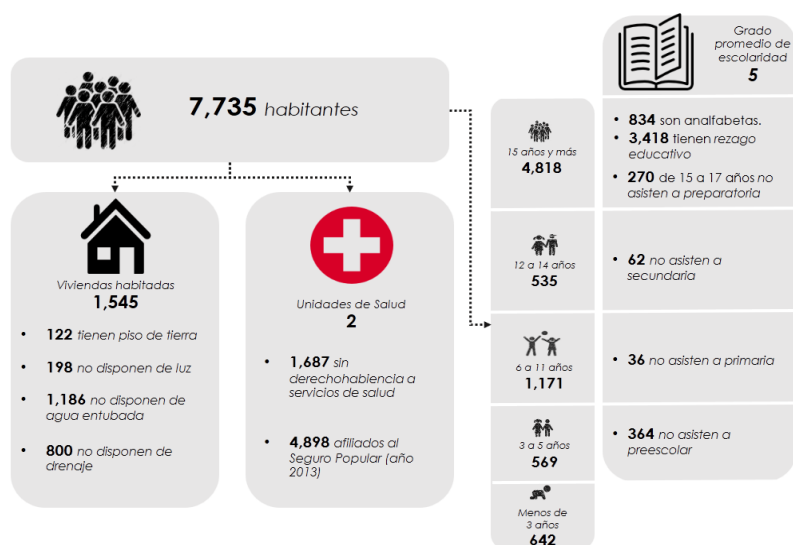 7,735 habitantes
Viviendas habitadas
1,545
• 122 tienen piso de tierra
• 198 no disponen de luz
• 1,186 no disponen de
agua entubada
• 800 no disponen de
drenaje
Unidades de Salud
2
• 1,687 sin
derechohabiencia a
servicios de salud
• 4,898 afiliados al
Seguro Popular (año
2013)
Grado
promedio de
escolaridad
5
15 años y más
4,818
• 834 son analfabetas.
• 3,418 tienen rezago
educativo
• 270 de 15 a 17 años no
asisten a preparatoria
12 a 14 años
535
• 62 no asisten a
secundaria
6 a 11 años
1,171
• 36 no asisten a primaria
3 a 5 años
569
• 364 no asisten a
preescolar
Menos de
3 años
642